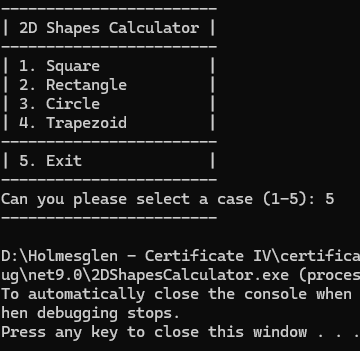 ------------------------
| 2D Shapes Calculator |
------------------------
| 1. Square            |
| 2. Rectangle         |
| 3. Circle            |
| 4. Trapezoid         |
------------------------
| 5. Exit              |
------------------------
Can you please select a case (1-5): 5
------------------------
D:\Holmesglen - Certificate IV\certifica
ug\net9.0\2DShapesCalculator.exe (proces
To automatically close the console when
hen debugging stops.
Press any key to close this window . . .